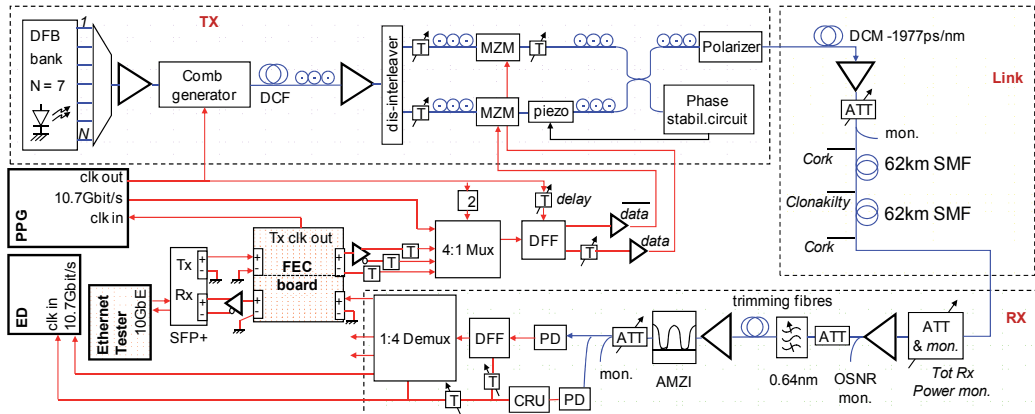 TX
DFB
bank
N = 7
1
N
Comb
generator
DCF
dis-interleaver
T
MZM
T
T
MZM
piezo
Polarizer
Phase
stabil.circuit
DCM -1977ps/nm
Link
ATT
mon.
Cork
62km SMF
Clonakilty
62km SMF
Cork
PPG
clk out
10.7Gbit/s
clk in
2
T
delay
4:1 Mux
DFF
T
data
data
Tx clk out
FEC
board
+
-
+
-
+
-
+
-
T
T
T
Tx
Rx
+
-
+
-
SFP+
ED
clk in
10.7Gbit/s
Ethernet
Tester
10GbE
1:4 Demux
DFF
PD
T
T
CRU
PD
mon.
ATT
AMZI
trimming fibres
0.64nm
ATT
OSNR
mon.
ATT
& mon.
Tot Rx
Power mon.
RX